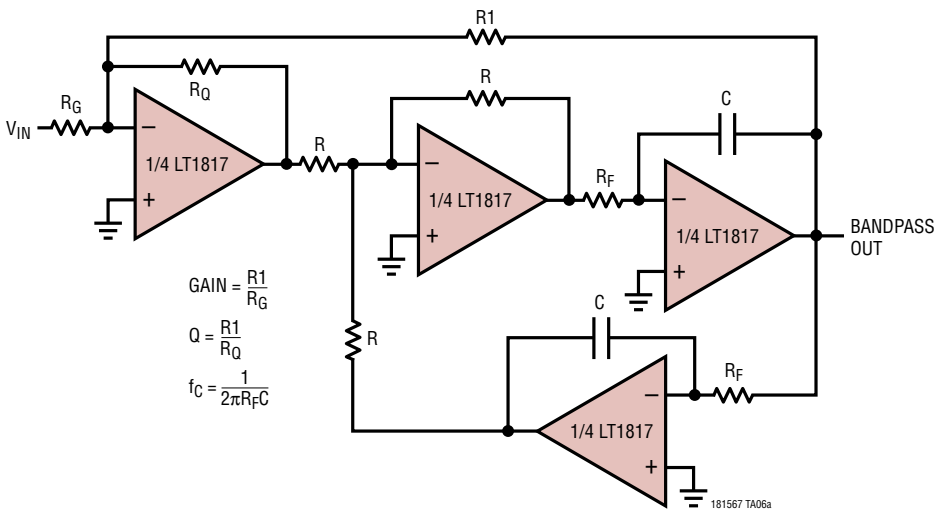 R1
R
C
RQ
RG
VIN
−
R
−
RF
−
1/4 LT1817
+
1/4 LT1817
+
1/4 LT1817
+
BANDPASS
OUT
GAIN = R1
RG
Q = R1
RQ
fC = 1
2πRFC
R
C
RF
−
1/4 LT1817
+
181567 TA06a